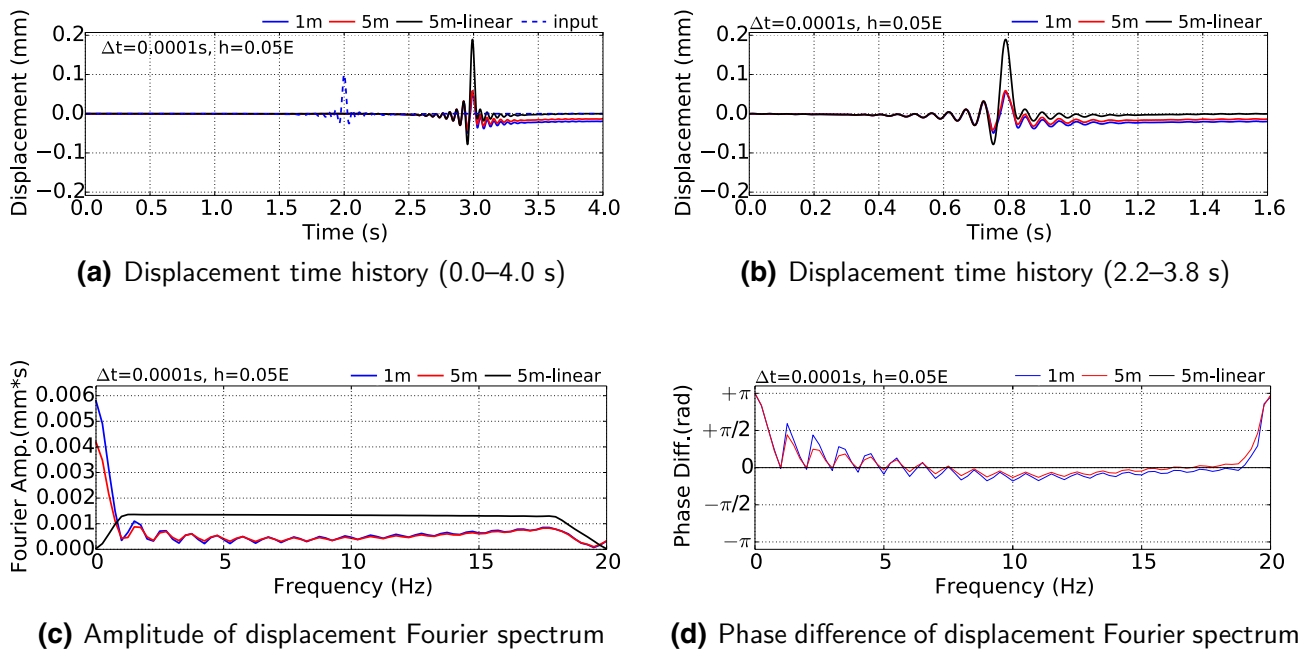 1m 5m 5m-linear input
Δt=0.0001s, h=0.05E
Displacement (mm)
0.2
0.1
0.0
−0.1
−0.2
0.0 0.5 1.0 1.5 2.0 2.5 3.0 3.5 4.0
Time (s)
(a) Displacement time history (0.0–4.0 s)
1m 5m 5m-linear
Δt=0.0001s, h=0.05E
Displacement (mm)
0.2
0.1
0.0
−0.1
−0.2
0.0 0.2 0.4 0.6 0.8 1.0 1.2 1.4 1.6
Time (s)
(b) Displacement time history (2.2–3.8 s)
Δt=0.0001s, h=0.05E 1m 5m 5m-linear
Fourier Amp.(mm*s)
0.006
0.005
0.004
0.003
0.002
0.001
0.000
0 5 10 15 20
Frequency (Hz)
(c) Amplitude of displacement Fourier spectrum
Δt=0.0001s, h=0.05E 1m 5m 5m-linear
Phase Diff.(rad)
+π
+π/2
0
−π/2
−π
0 5 10 15 20
Frequency (Hz)
(d) Phase difference of displacement Fourier spectrum